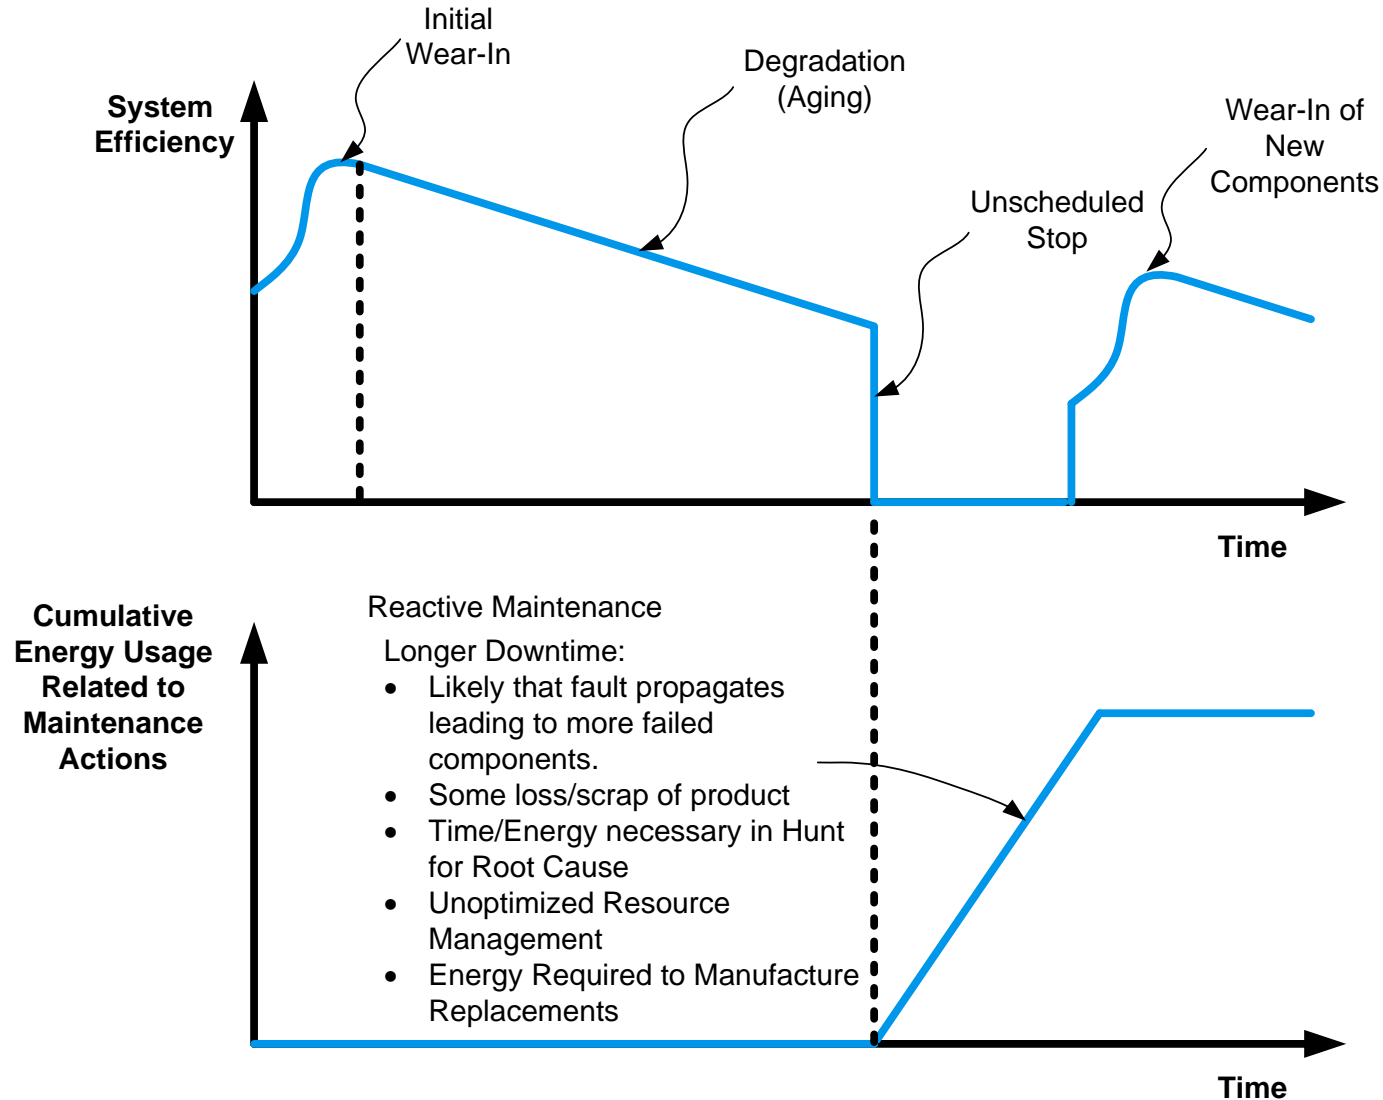 Initial
Wear-In
Degradation
(Aging)
System
Efficiency
Wear-In of
New
Components
Unscheduled
Stop
Time
Cumulative
Energy Usage
Related to
Maintenance
Actions
Reactive Maintenance
Longer Downtime:
• Likely that fault propagates
leading to more failed
components.
• Some loss/scrap of product
• Time/Energy necessary in Hunt
for Root Cause
• Unoptimized Resource
Management
• Energy Required to Manufacture
Replacements
Time